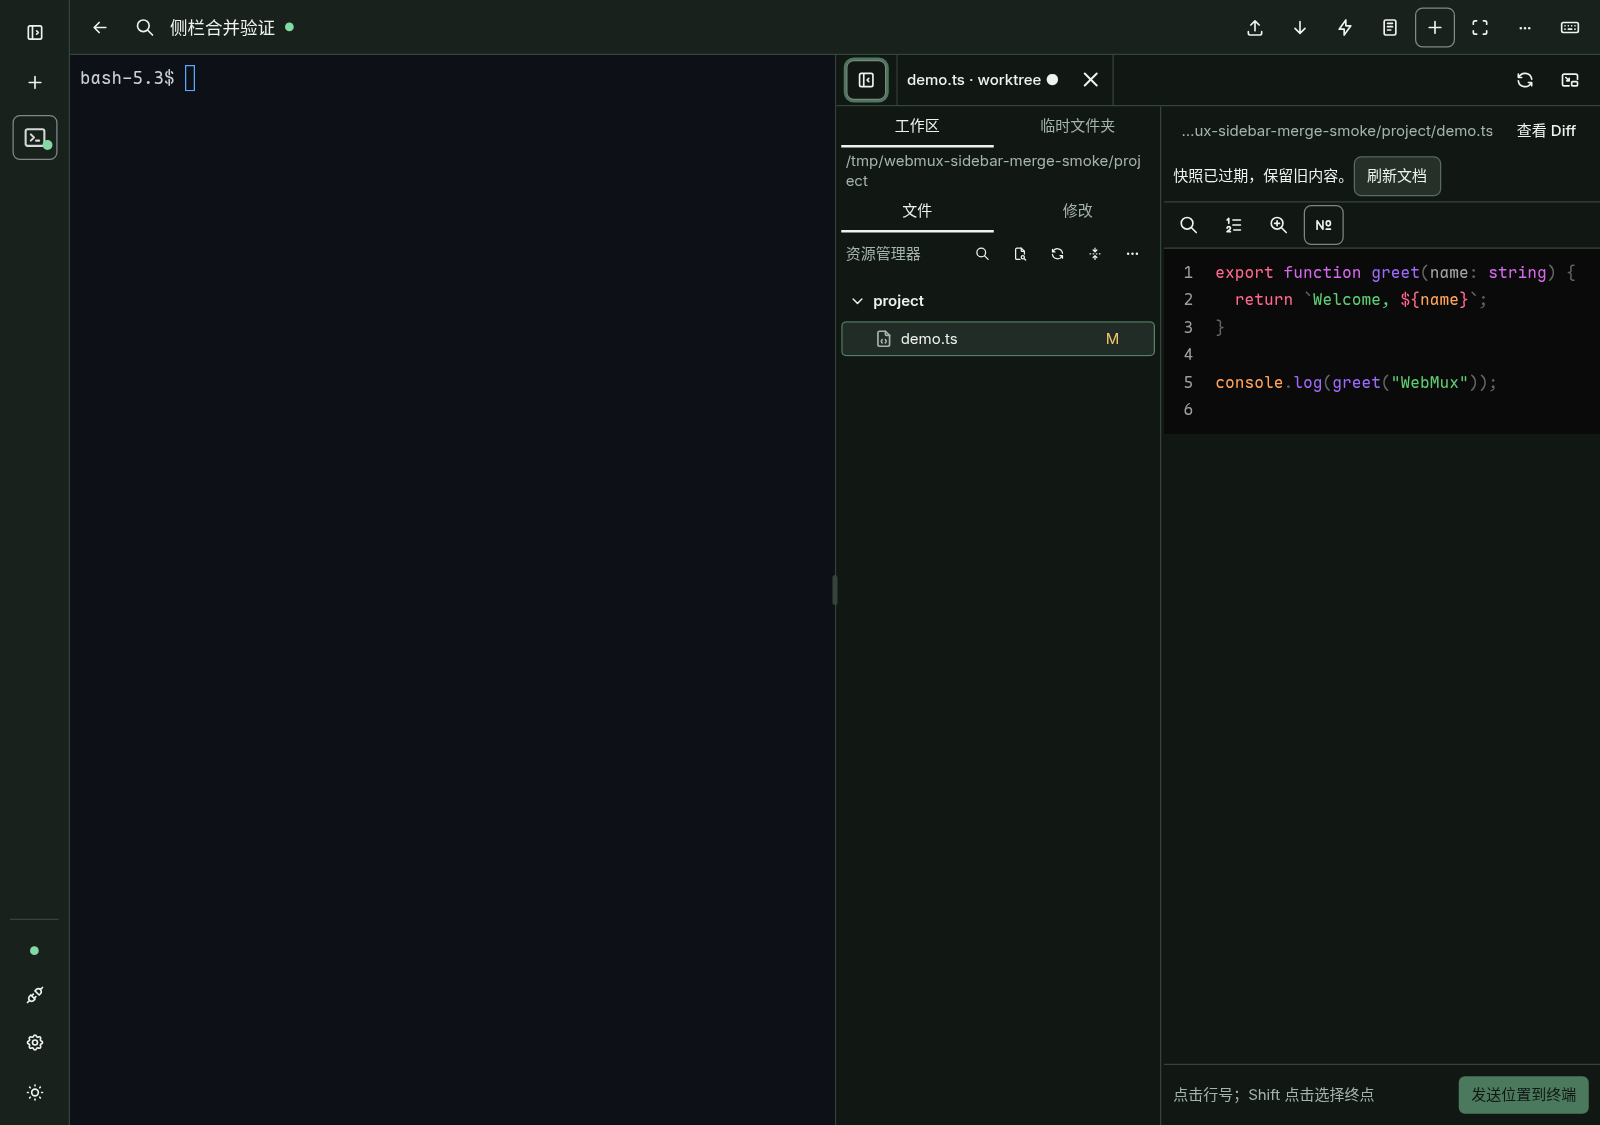 侧栏合并验证
bash-5.3$
demo.ts · worktree
工作区 临时文件夹
/tmp/webmux-sidebar-merge-smoke/proj
ect
文件 修改
资源管理器
project
demo.ts M
...ux-sidebar-merge-smoke/project/demo.ts 查看 Diff
快照已过期，保留旧内容。 刷新文档
Nº
1 export function greet(name: string) {
2   return `Welcome, ${name}`;
3 }
4
5 console.log(greet("WebMux"));
6
点击行号；Shift 点击选择终点 发送位置到终端